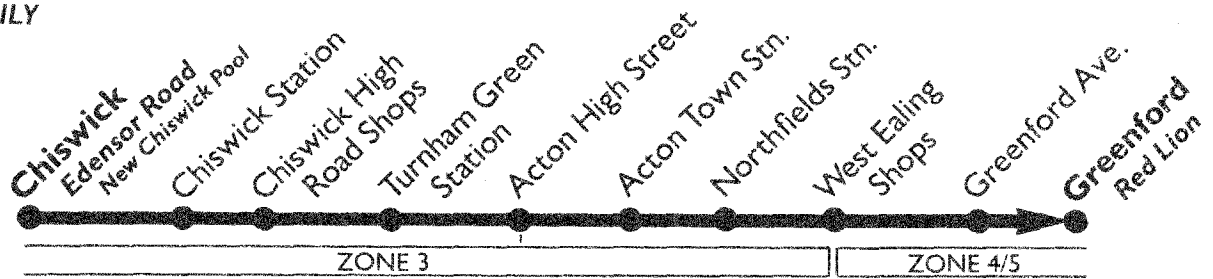 ILY
Chiswick
Edensor Road
New Chiswick Pool
Chiswick Station
Chiswick High
Road Shops
Turnham Green
Station
Acton High Street
Acton Town Stn.
Northfields Stn.
West Ealing
Shops
Greenford Ave.
Greenford
Red Lion
ZONE 3
ZONE 4/5